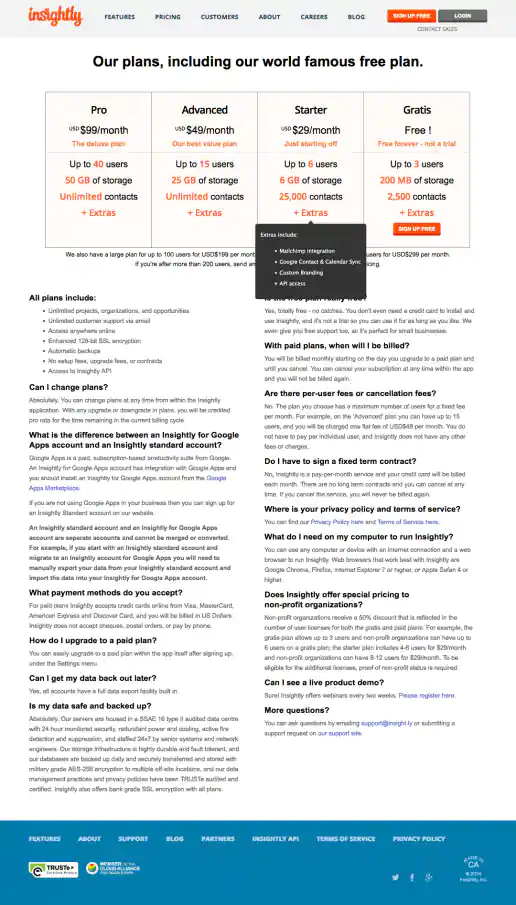 insightly
FEATURES PRICING CUSTOMERS ABOUT CAREERS BLOG
SIGN UP FREE LOGIN
CONTACT SALES
Our plans, including our world famous free plan.
Pro
USD $99/month
The deluxe plan
Up to 40 users
50 GB of storage
Unlimited contacts
+ Extras
Advanced
USD $49/month
Our best value plan
Up to 15 users
25 GB of storage
Unlimited contacts
+ Extras
Starter
USD $29/month
Just starting off
Up to 6 users
6 GB of storage
25,000 contacts
+ Extras
Gratis
Free !
Free forever - not a trial
Up to 3 users
200 MB of storage
2,500 contacts
+ Extras
SIGN UP FREE
Extras include:
• Mailchimp Integration
• Google Contact & Calendar Sync
• Custom Branding
• API access
We also have a large plan for up to 100 users for USD$199 per mont users for USD$299 per month.
If you're after more than 200 users, send an cing.
All plans include:
• Unlimited projects, organizations, and opportunities
• Unlimited customer support via email
• Access anywhere online
• Enhanced 128-bit SSL encryption
• Automatic backups
• No setup fees, upgrade fees, or contracts
• Access to Insightly API
Can I change plans?
Absolutely. You can change plans at any time from within the Insightly
application. With any upgrade or downgrade in plans, you will be credited
pro rata for the time remaining in the current billing cycle
What is the difference between an Insightly for Google
Apps account and an Insightly standard account?
Google Apps is a paid, subscription-based productivity suite from Google.
An Insightly for Google Apps account has integration with Google Apps and
you should install an Insightly for Google Apps account from the Google
Apps Marketplace.
If you are not using Google Apps in your business then you can sign up for
an Insightly Standard account on our website.
An Insightly standard account and an Insightly for Google Apps
account are separate accounts and cannot be merged or converted.
For example, if you start with an Insightly standard account and
migrate to an Insightly account for Google Apps you will need to
manually export your data from your Insightly standard account and
import the data into your Insightly for Google Apps account.
What payment methods do you accept?
For paid plans Insightly accepts credit cards online from Visa, MasterCard,
American Express and Discover Card, and you will be billed in US Dollars
Insightly does not accept cheques, postal orders, or pay by phone.
How do I upgrade to a paid plan?
You can easily upgrade to a paid plan within the app itself after signing up,
under the Settings menu
Can I get my data back out later?
Yes, all accounts have a full data export facility built in.
Is my data safe and backed up?
Absolutely. Our servers are housed in a SSAE 16 type II audited data centre
with 24 hour monitored security, redundant power and cooling, active fire
detection and suppression, and staffed 24x7 by senior systems and network
engineers. Our storage infrastructure is highly durable and fault tolerant, and
our databases are backed up daily and securely transferred and stored with
military grade AES-256 encryption to multiple off-site locations, and our data
management practices and privacy policies have been TRUSTe audited and
certified. Insightly also offers bank grade SSL encryption with all plans.
Is the free plan really free?
Yes, totally free - no catches. You don't even need a credit card to install and
use Insightly, and it's not a trial so you can use it for as long as you like. We
even give you free support too, so it's perfect for small businesses.
With paid plans, when will I be billed?
You will be billed monthly starting on the day you upgrade to a paid plan and
until you cancel. You can cancel your subscription at any time within the app
and you will not be billed again.
Are there per-user fees or cancellation fees?
No. The plan you choose has a maximum number of users for a fixed fee
per month. For example, on the 'Advanced' plan you can have up to 15
users, and you will be charged one flat fee of USD$49 per month. You do
not have to pay per individual user, and Insightly does not have any other
fees or charges.
Do I have to sign a fixed term contract?
No, Insightly is a pay-per-month service and your credit card will be billed
each month. There are no long term contracts and you can cancel at any
time. If you cancel the service, you will never be billed again.
Where is your privacy policy and terms of service?
You can find our Privacy Policy here and Terms of Service here.
What do I need on my computer to run Insightly?
You can use any computer or device with an internet connection and a web
browser to run Insightly. Web browsers that work best with Insightly are
Google Chrome, Firefox, Internet Explorer 7 or higher, or Apple Safari 4 or
higher.
Does Insightly offer special pricing to
non-profit organizations?
Non-profit organizations receive a 50% discount that is reflected in the
number of user licenses for both the gratis and paid plans. For example, the
gratis plan allows up to 3 users and non-profit organizations can have up to
6 users on a gratis plan; the starter plan includes 4-6 users for $29/month
and non-profit organizations can have 8-12 users for $29/month. To be
eligible for the additional licenses, proof of non-profit status is required.
Can I see a live product demo?
Sure! Insightly offers webinars every two weeks. Please register here.
More questions?
You can ask questions by emailing support@insight.ly or submitting a
support request on our support site.
FEATURES ABOUT SUPPORT BLOG PARTNERS INSIGHTLY API TERMS OF SERVICE PRIVACY POLICY
TRUSTe
Certified Privacy
MEMBER OF THE
CLOUD ALLIANCE
MADE IN
CA
© 2014
Insightly, Inc.